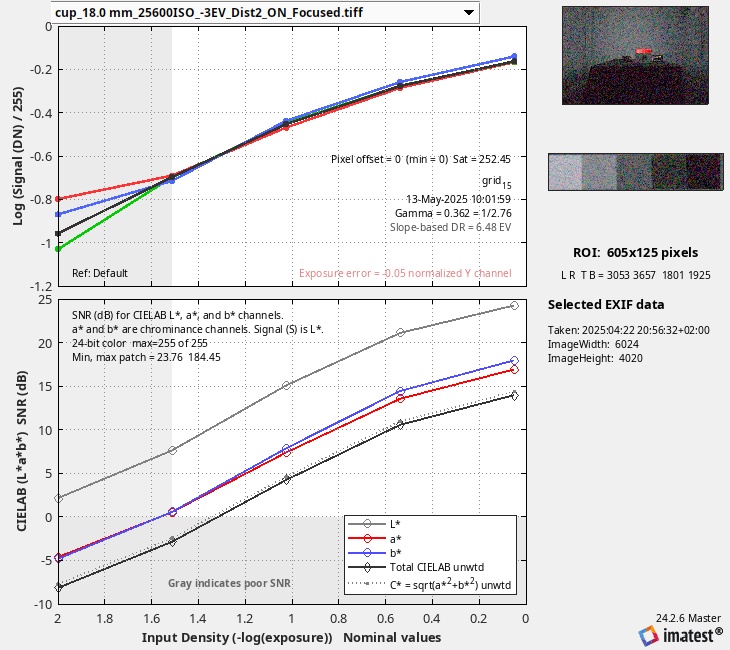 cup_18.0 mm_25600ISO_-3EV_Dist2_ON_Focused.tiff
0
-0.2
-0.4
-0.6
-0.8
-1
-1.2
Log (Signal (DN) / 255)
Pixel offset = 0 (min = 0) Sat = 252.45
grid15
13-May-2025 10:01:59
Gamma = 0.362 = 1/2.76
Slope-based DR = 6.48 EV
Ref: Default
Exposure error = -0.05 normalized Y channel
25
20
15
10
5
0
-5
-10
CIELAB (L*a*b*) SNR (dB)
SNR (dB) for CIELAB L*, a*, and b* channels.
a* and b* are chrominance channels. Signal (S) is L*.
24-bit color max=255 of 255
Min, max patch = 23.76 184.45
L*
a*
b*
Total CIELAB unwtd
C* = sqrt(a*2+b*2) unwtd
Gray indicates poor SNR
2
1.8
1.6
1.4
1.2
1
0.8
0.6
0.4
0.2
0
Input Density (-log(exposure)) Nominal values
ROI: 605x125 pixels
L R T B = 3053 3657 1801 1925
Selected EXIF data
Taken: 2025:04:22 20:56:32+02:00
ImageWidth: 6024
ImageHeight: 4020
24.2.6 Master
imatest®